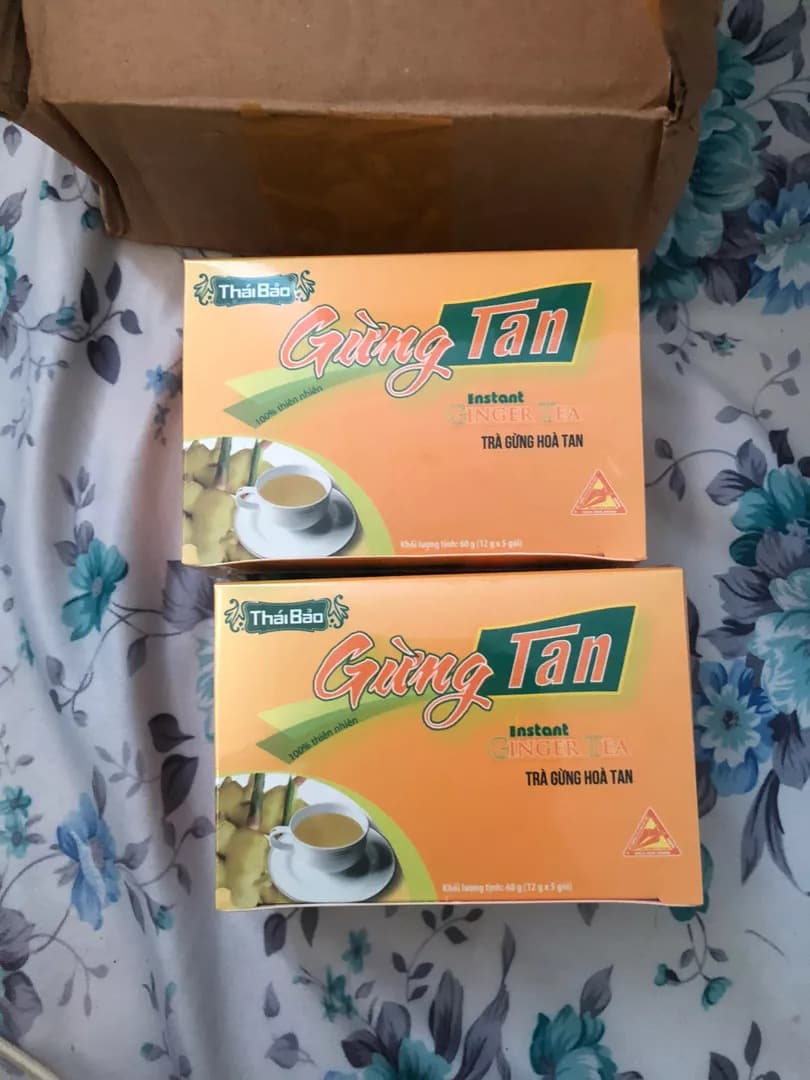 Thái Bảo
Gừng Tan
100% thiên nhiên
Instant
GINGER TEA
TRÀ GỪNG HOÀ TAN
Khối lượng tịnh: 60 g (12 g x 5 gói)
Thái Bảo
Gừng Tan
100% thiên nhiên
Instant
GINGER TEA
TRÀ GỪNG HOÀ TAN
Khối lượng tịnh: 60 g (12 g x 5 gói)